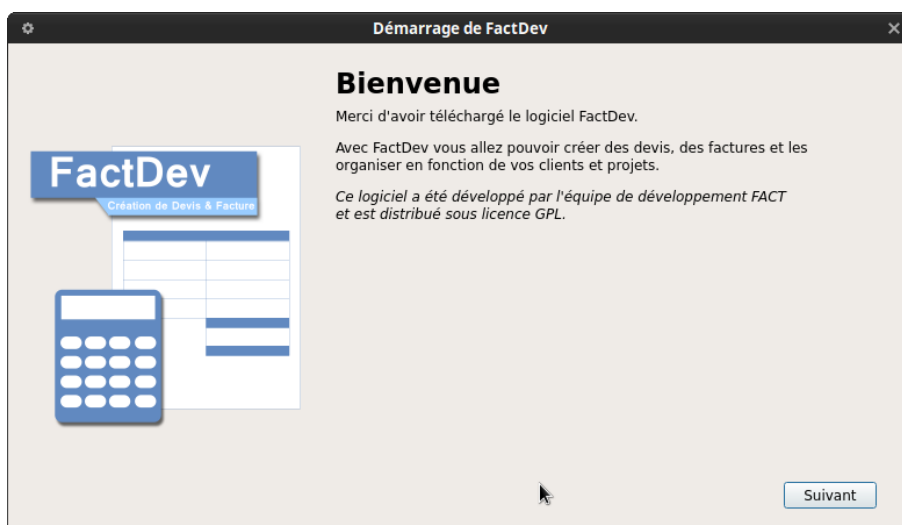 Démarrage de FactDev
Bienvenue
Merci d'avoir téléchargé le logiciel FactDev.
Avec FactDev vous allez pouvoir créer des devis, des factures et les
organiser en fonction de vos clients et projets.
Ce logiciel a été développé par l'équipe de développement FACT
et est distribué sous licence GPL.
FactDev
Création de Devis & Facture
Suivant